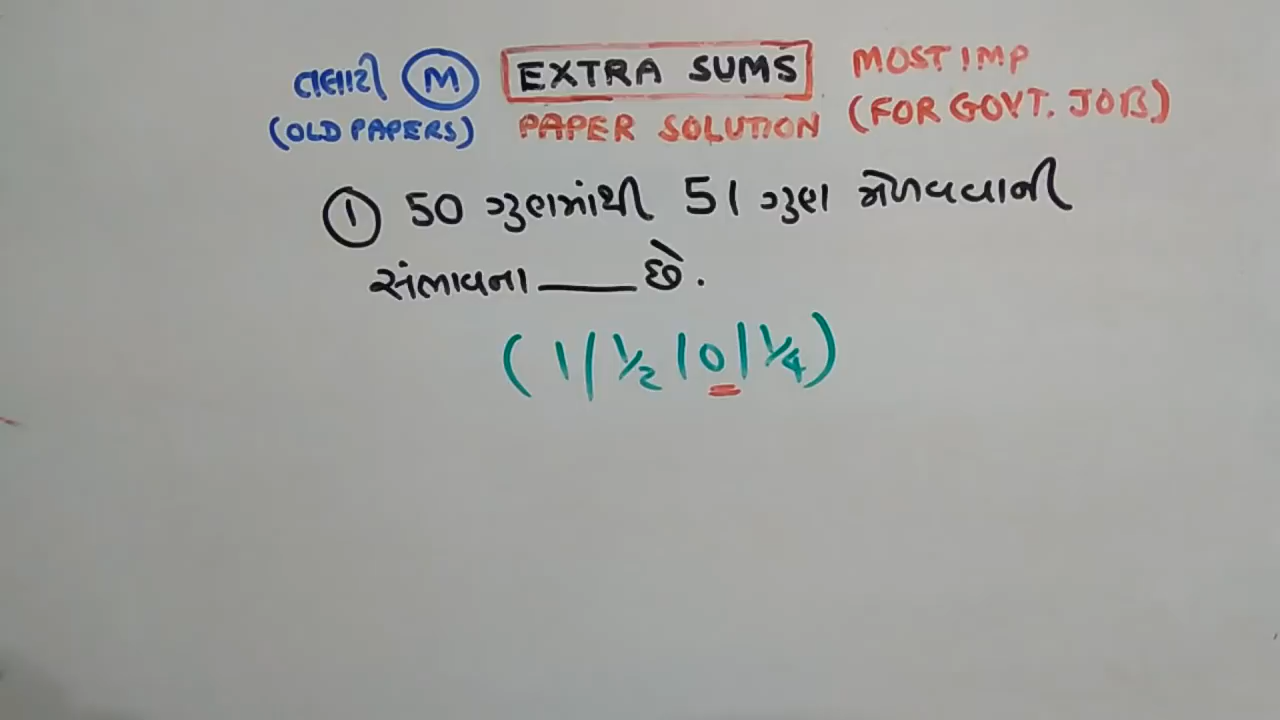 તલાટી M EXTRA SUMS MOST IMP
(OLD PAPERS) PAPER SOLUTION (FOR GOVT. JOB)
① 50 ગુણમાંથી 51 ગુણ મેળવવાની
સંભાવના ____ છે.
( 1 / 1/2 / 0 / 1/4 )